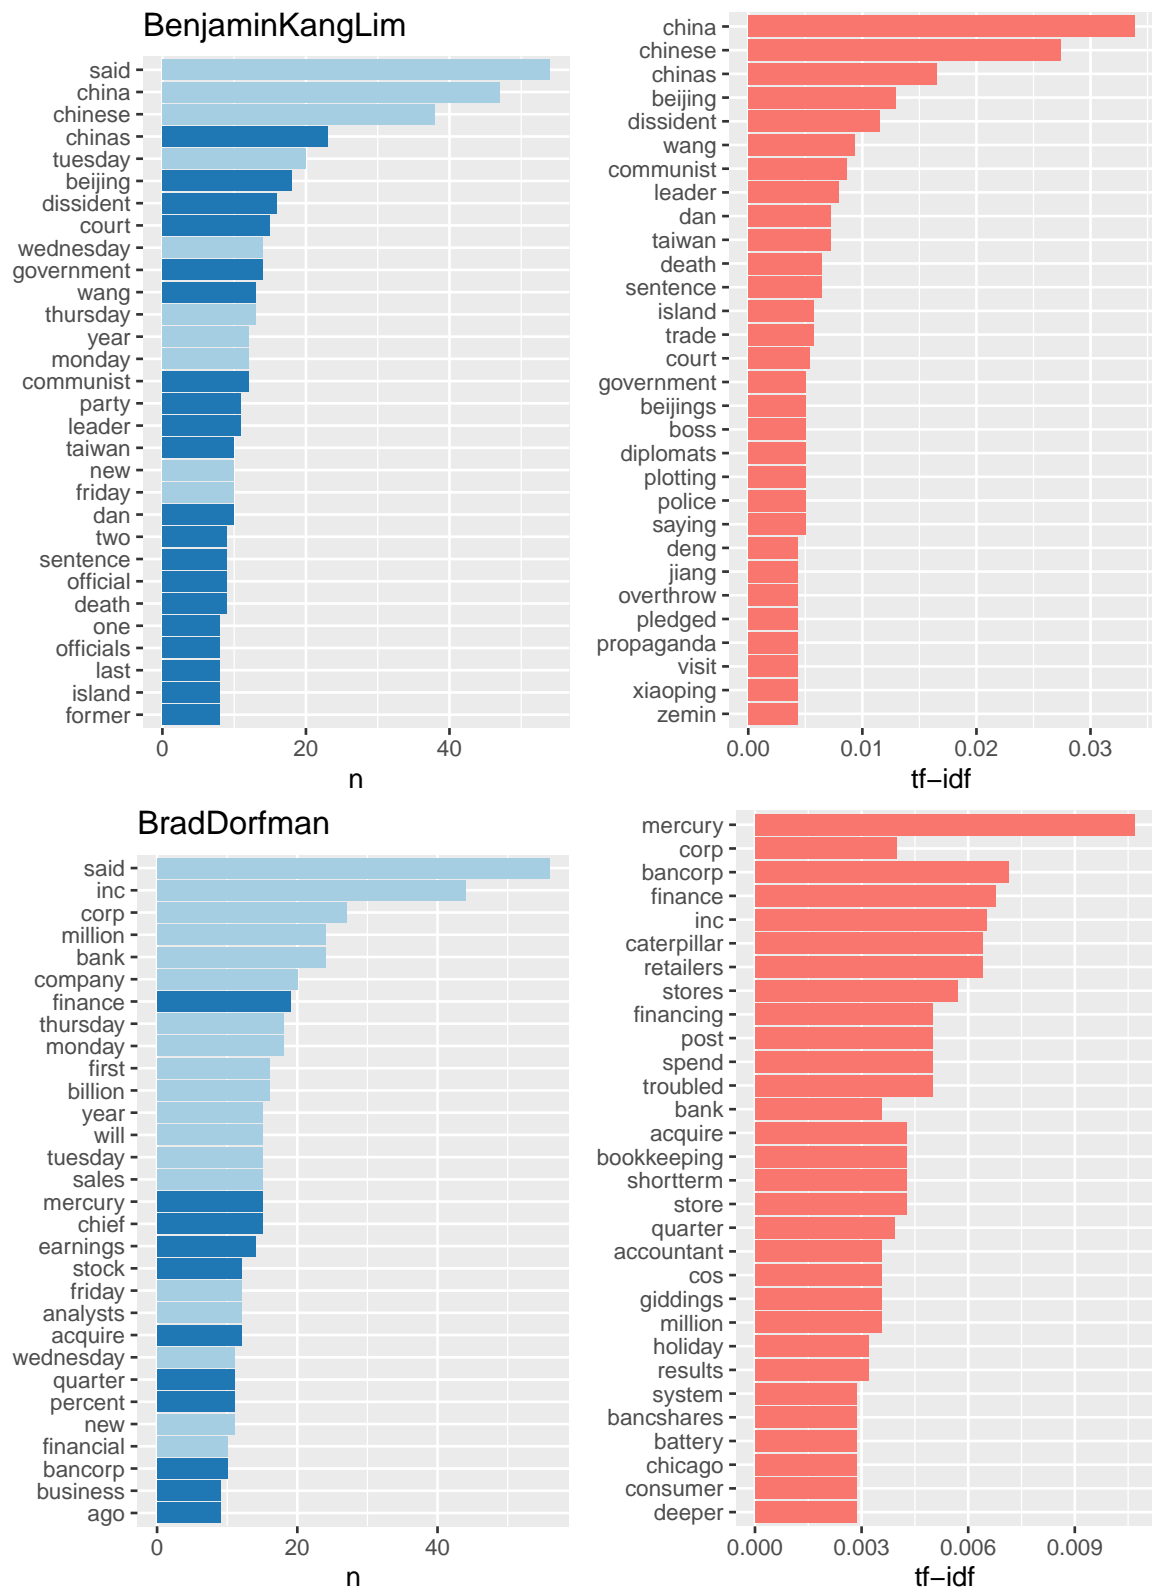 BenjaminKangLim
said
china
chinese
chinas
tuesday
beijing
dissident
court
wednesday
government
wang
thursday
year
monday
communist
party
leader
taiwan
new
friday
dan
two
sentence
official
death
one
officials
last
island
former
0 20 40
n
china
chinese
chinas
beijing
dissident
wang
communist
leader
dan
taiwan
death
sentence
island
trade
court
government
beijings
boss
diplomats
plotting
police
saying
deng
jiang
overthrow
pledged
propaganda
visit
xiaoping
zemin
0.00 0.01 0.02 0.03
tf−idf
BradDorfman
said
inc
corp
million
bank
company
finance
thursday
monday
first
billion
year
will
tuesday
sales
mercury
chief
earnings
stock
friday
analysts
acquire
wednesday
quarter
percent
new
financial
bancorp
business
ago
0 20 40
n
mercury
corp
bancorp
finance
inc
caterpillar
retailers
stores
financing
post
spend
troubled
bank
acquire
bookkeeping
shortterm
store
quarter
accountant
cos
giddings
million
holiday
results
system
bancshares
battery
chicago
consumer
deeper
0.000 0.003 0.006 0.009
tf−idf